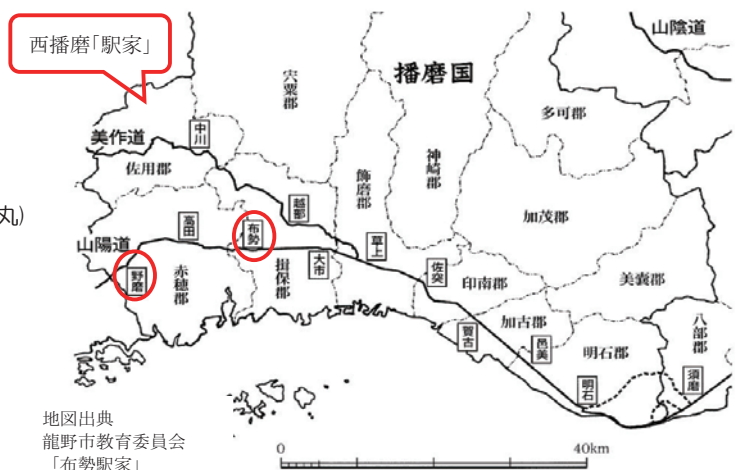 西播磨「駅家」
山陰道
播磨国
宍粟郡
多可郡
美作道
中川
佐用郡
飾磨郡
神崎郡
丸)
越部
加茂郡
高田
布勢
山陽道
草上
大市
佐突
野磨
赤穂郡
揖保郡
印南郡
美嚢郡
加古郡
八部郡
賀古
邑美
明石郡
須磨
明石
地図出典
龍野市教育委員会
「布勢駅家」
0
40km